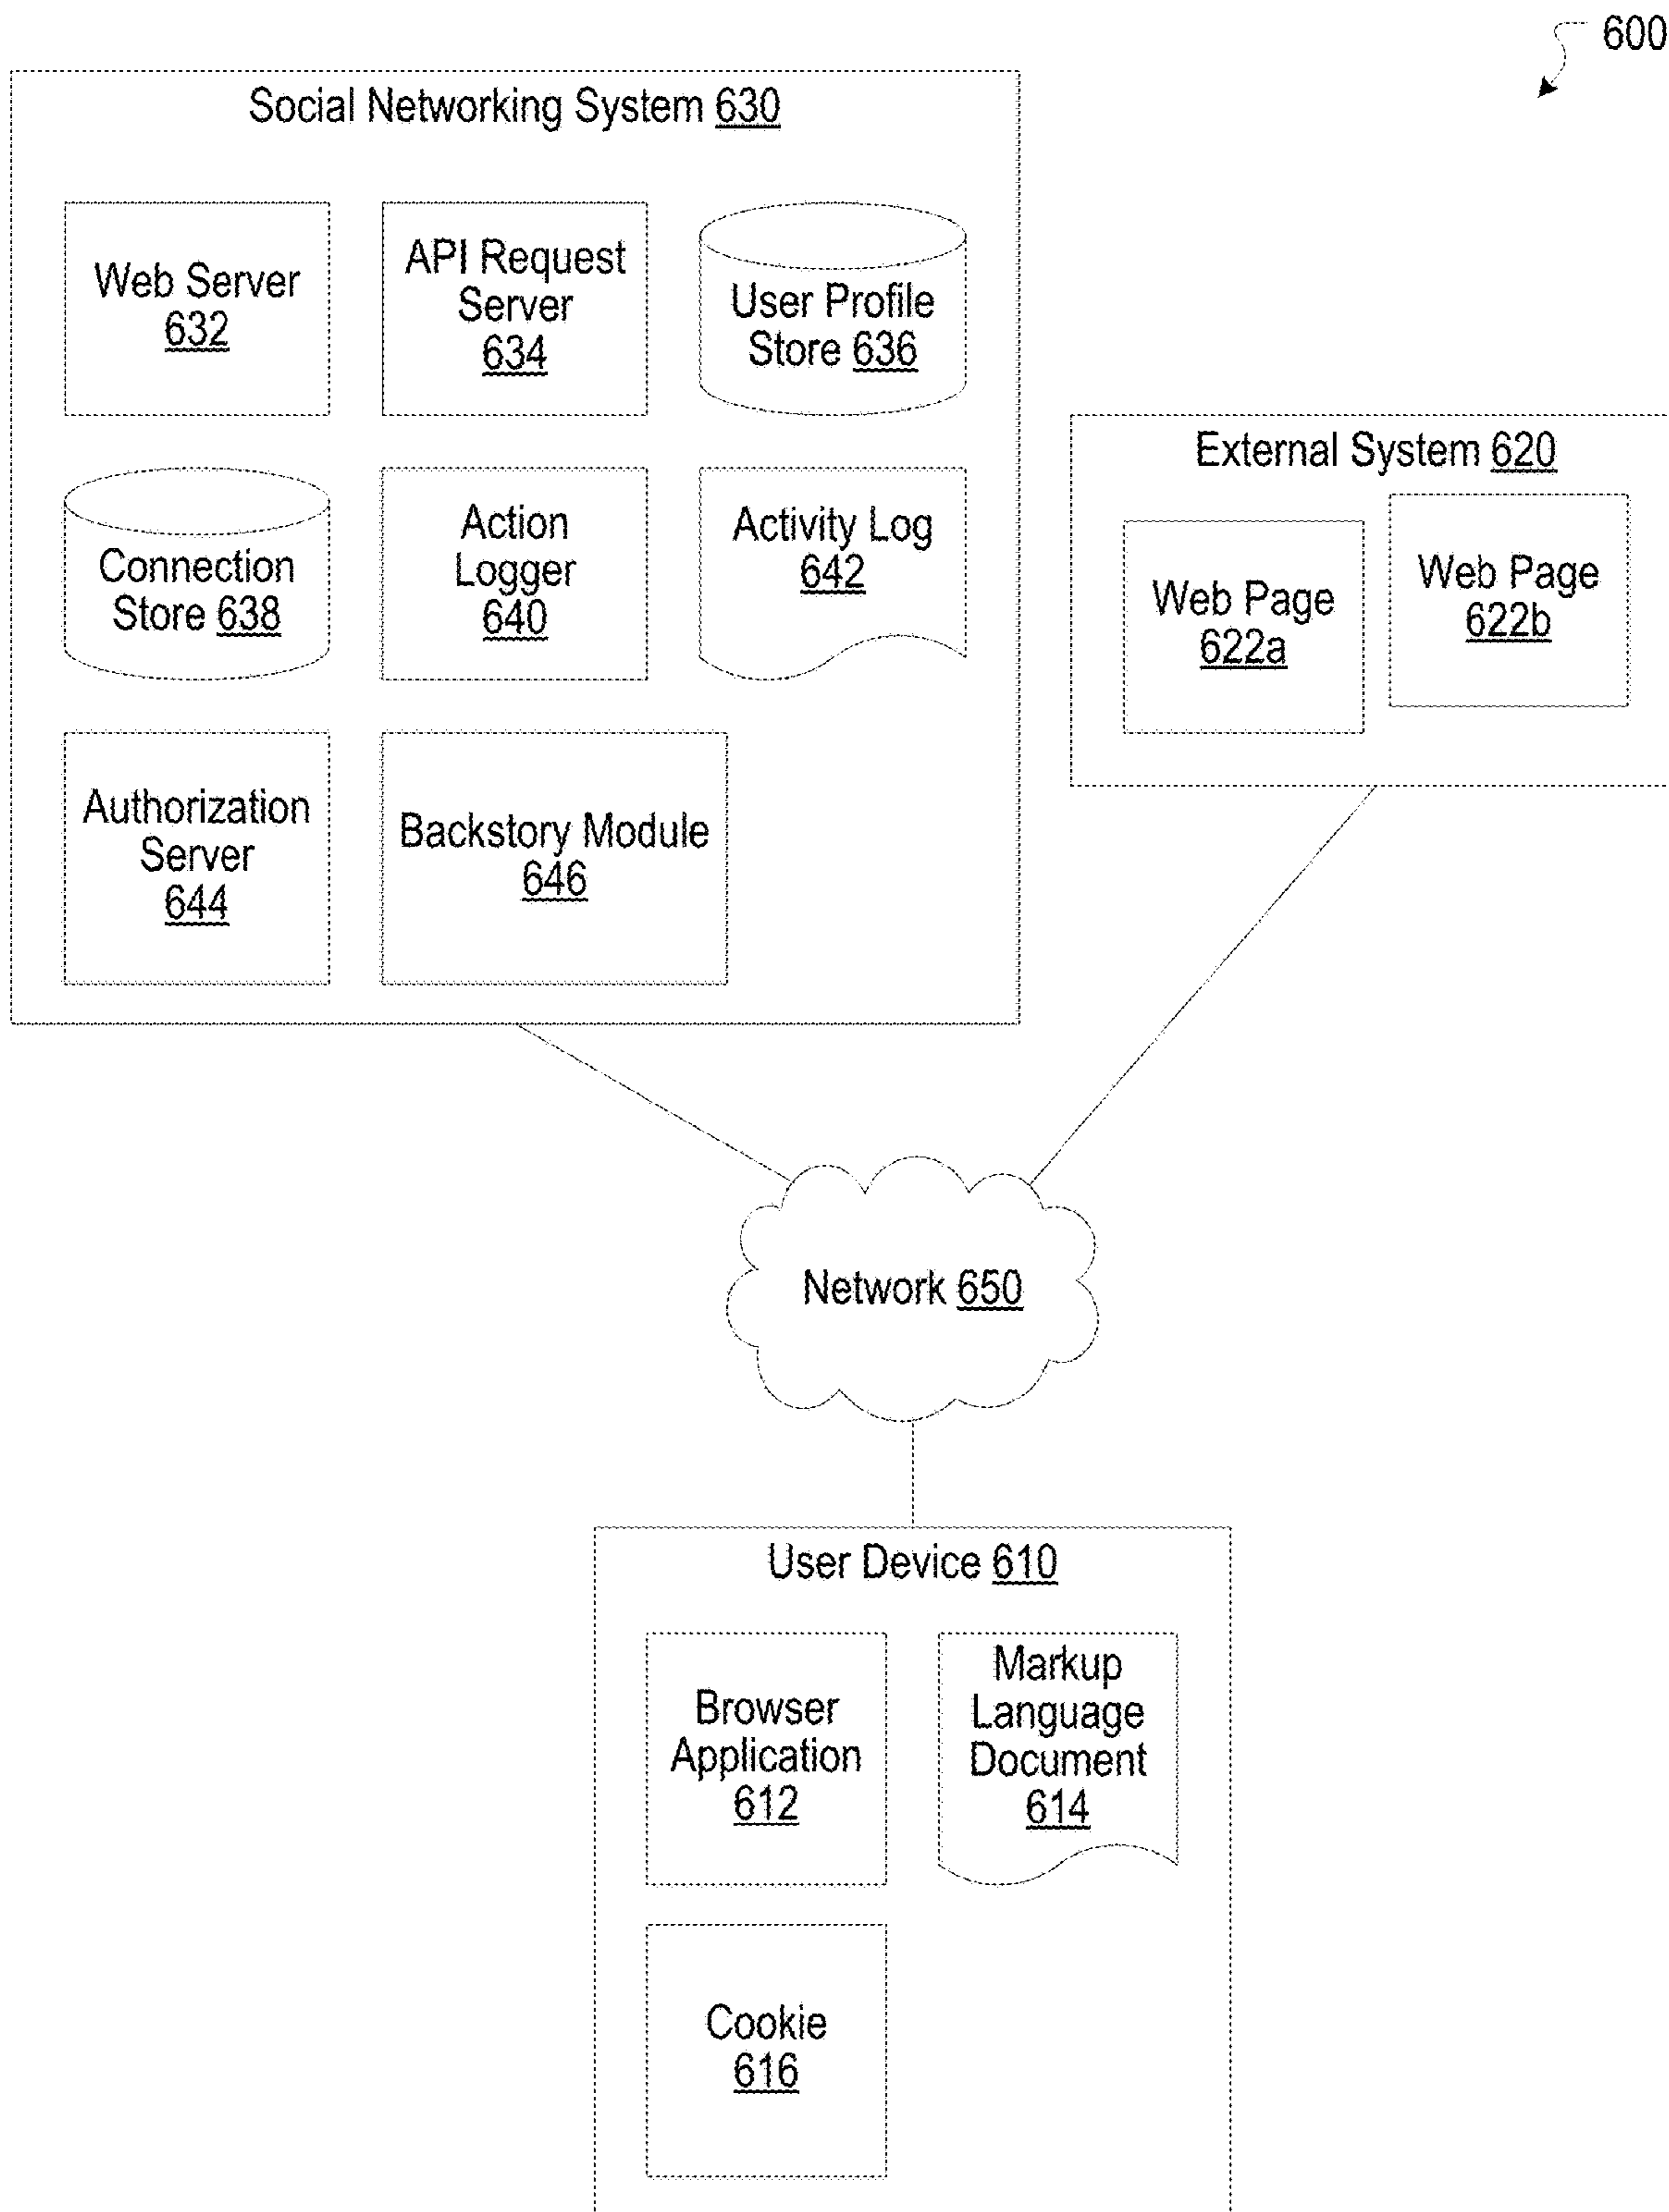 600
Social Networking System 630
Web Server
632
API Request
Server
634
User Profile
Store 636
Connection
Store 638
Action
Logger
640
Activity Log
642
Authorization
Server
644
Backstory Module
646
External System 620
Web Page
622a
Web Page
622b
Network 650
User Device 610
Browser
Application
612
Markup
Language
Document
614
Cookie
616